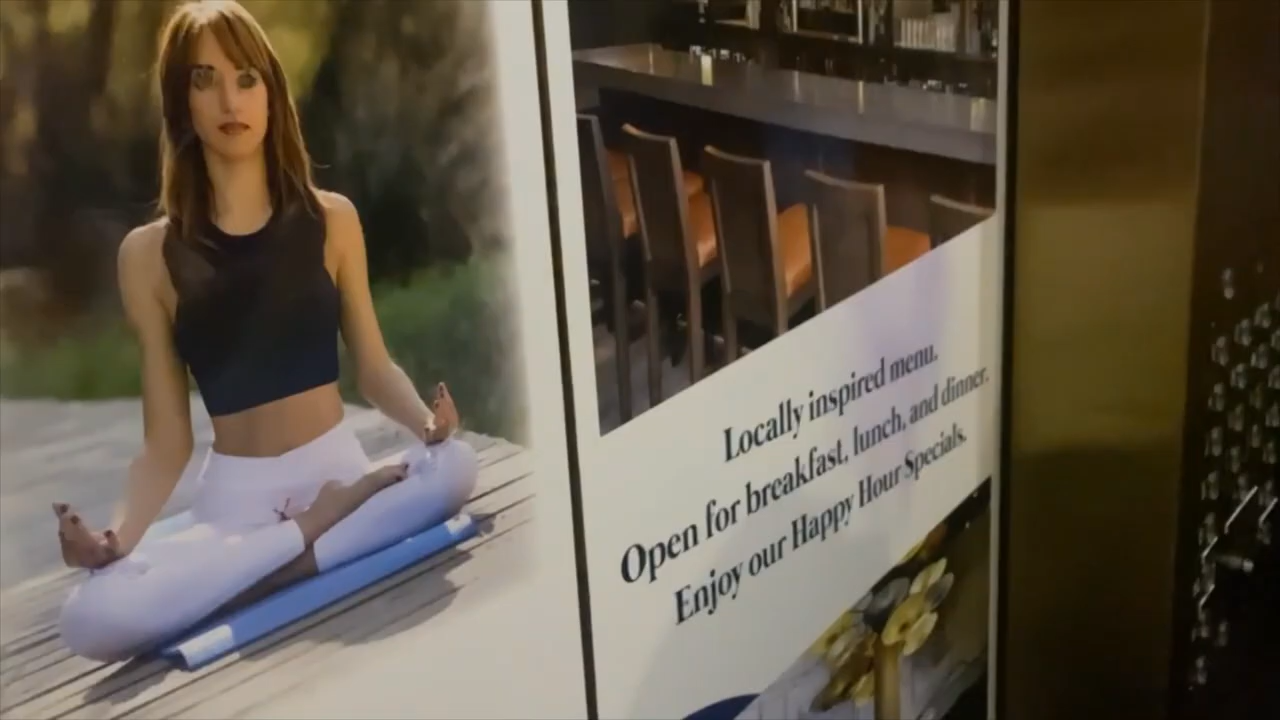 Locally inspired menu.
Open for breakfast, lunch, and dinner.
Enjoy our Happy Hour Specials.